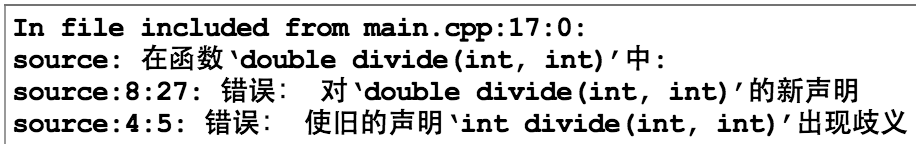 In file included from main.cpp:17:0:
source: 在函数‘double divide(int, int)’中:
source:8:27: 错误： 对‘double divide(int, int)’的新声明
source:4:5: 错误： 使旧的声明‘int divide(int, int)’出现歧义